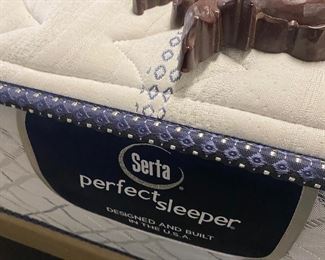 Serta
perfect sleeper
DESIGNED AND BUILT
IN THE U.S.A.